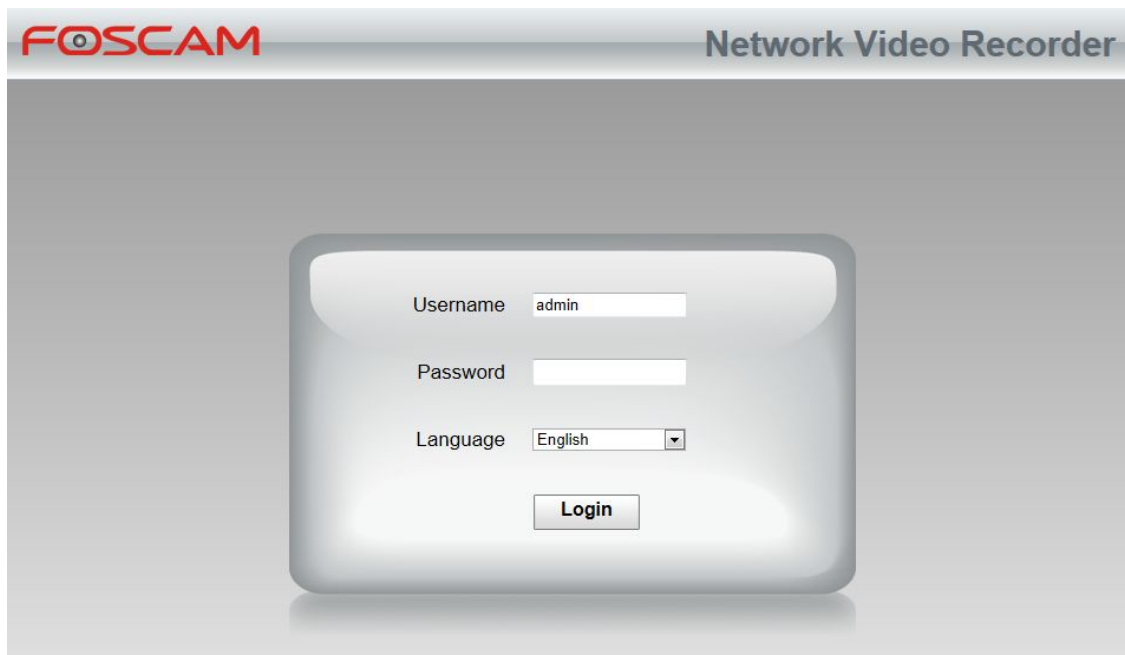 FOSCAM
Network Video Recorder
Username admin
Password
Language English
Login